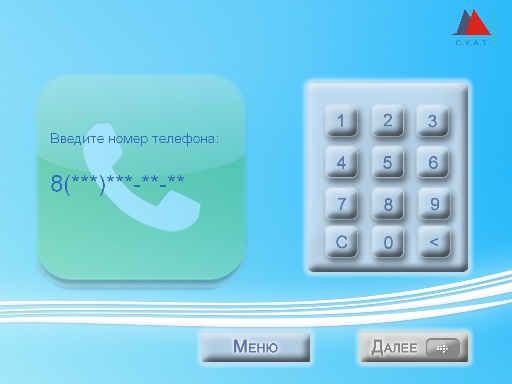 С.К.А.Т.
Введите номер телефона:
8(***)***-**-**
1 2 3
4 5 6
7 8 9
C 0 <
Меню
Далее